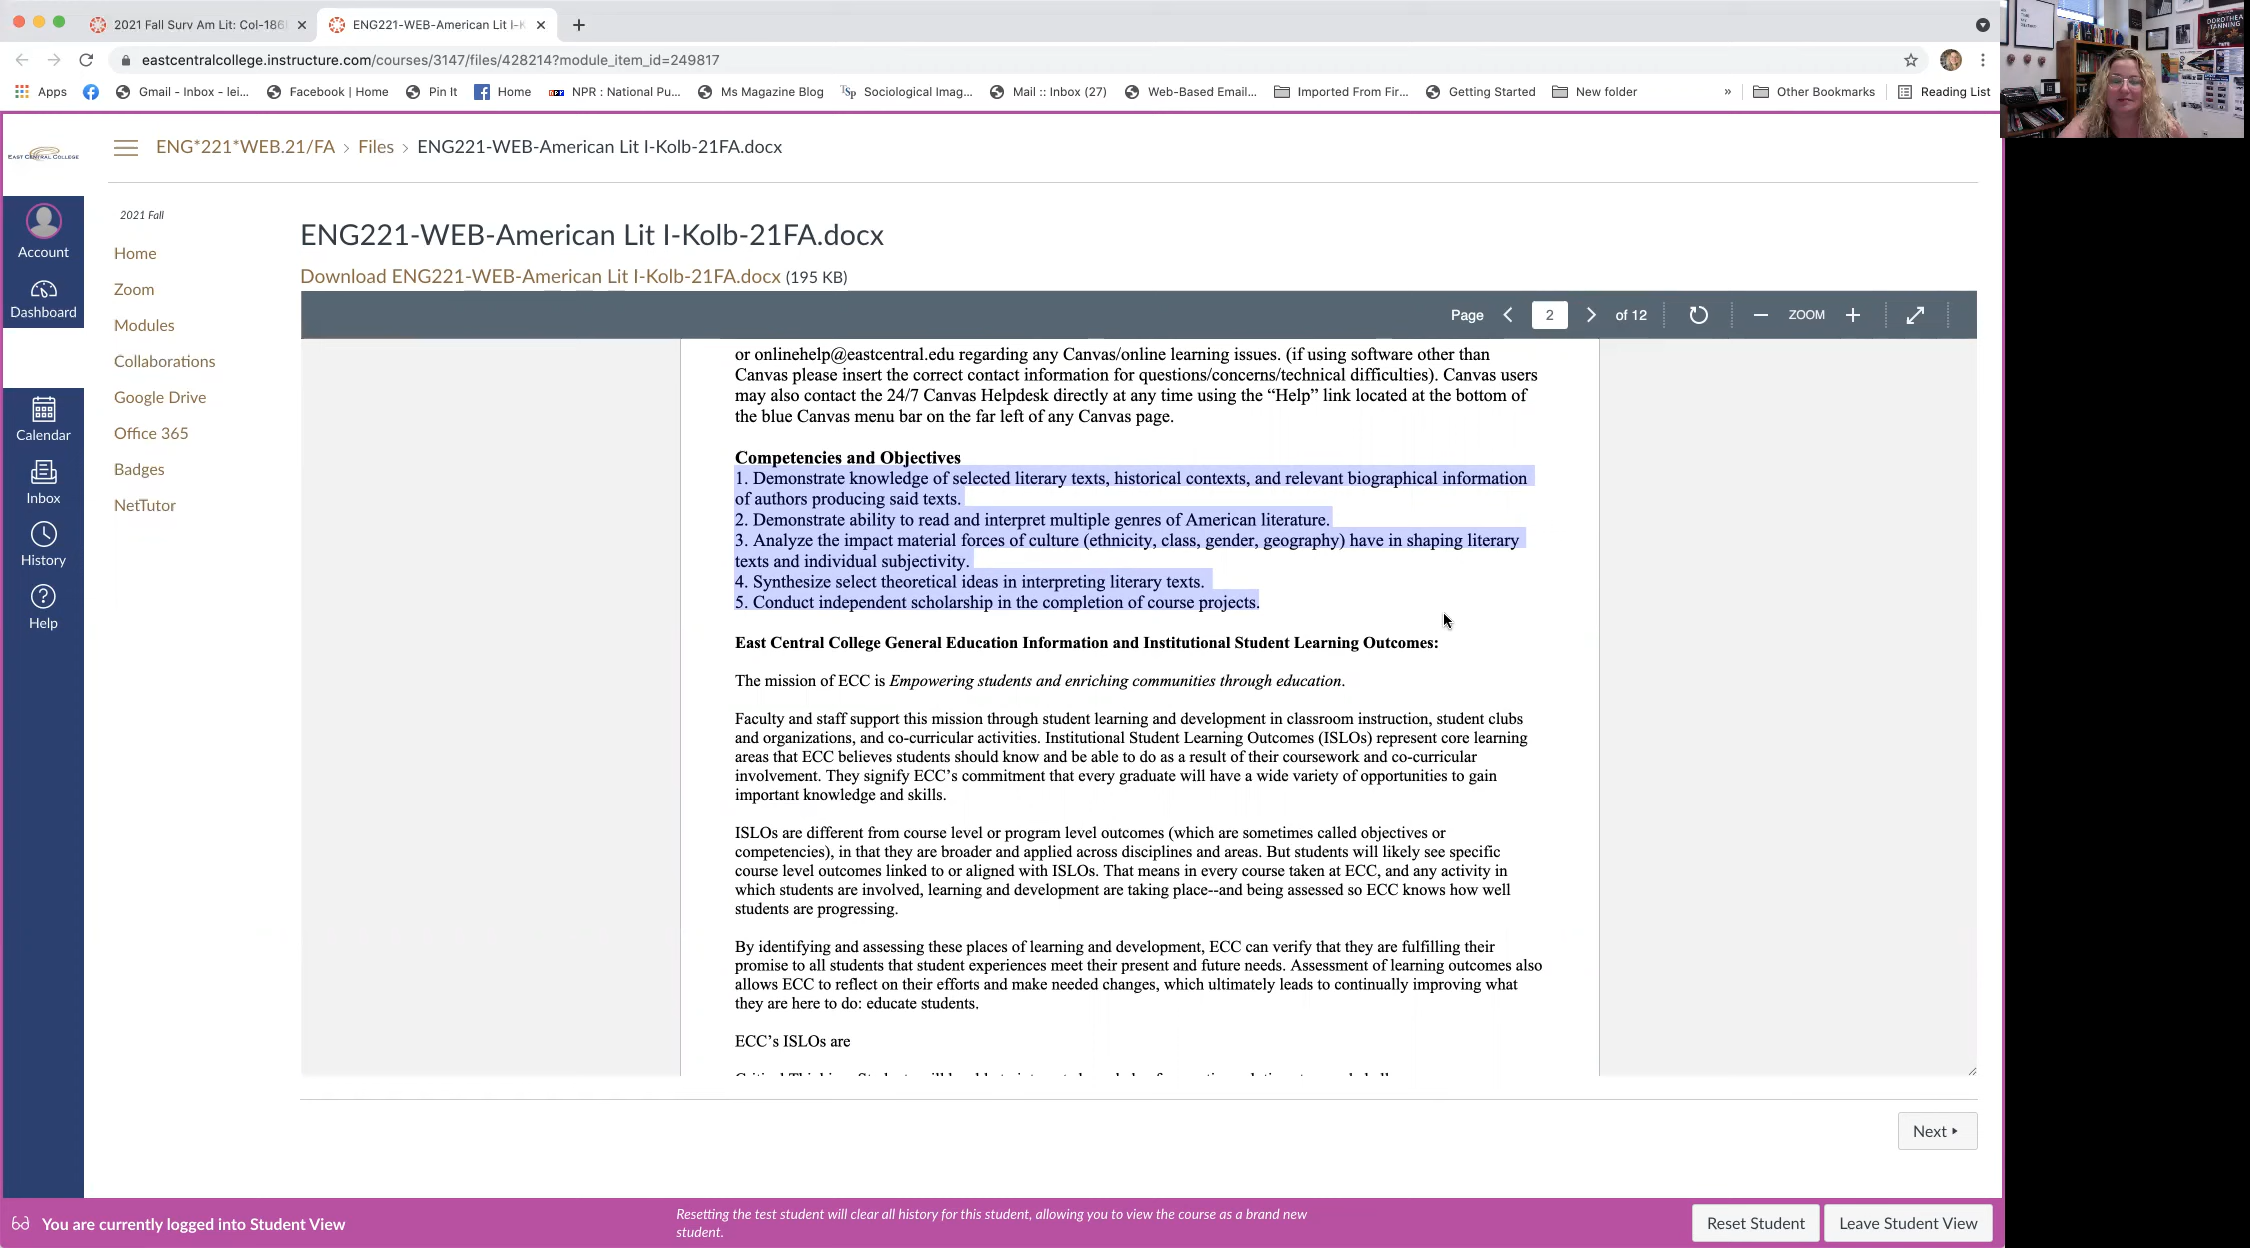 2021 Fall Surv Am Lit: Col-186
ENG221-WEB-American Lit I-K
eastcentralcollege.instructure.com/courses/3147/files/428214?module_item_id=249817
Apps
Gmail - Inbox - lei...
Facebook | Home
Pin It
Home
NPR : National Pu...
Ms Magazine Blog
Sociological Imag...
Mail :: Inbox (27)
Web-Based Email...
Imported From Fir...
Getting Started
New folder
»
Other Bookmarks
Reading List
DOROTHEA
TANNING
EAST CENTRAL COLLEGE
ENG*221*WEB.21/FA › Files › ENG221-WEB-American Lit I-Kolb-21FA.docx
Account
Dashboard
Calendar
Inbox
History
Help
2021 Fall
Home
Zoom
Modules
Collaborations
Google Drive
Office 365
Badges
NetTutor
ENG221-WEB-American Lit I-Kolb-21FA.docx
Download ENG221-WEB-American Lit I-Kolb-21FA.docx (195 KB)
Page 2 of 12 ZOOM
or onlinehelp@eastcentral.edu regarding any Canvas/online learning issues. (if using software other than
Canvas please insert the correct contact information for questions/concerns/technical difficulties). Canvas users
may also contact the 24/7 Canvas Helpdesk directly at any time using the “Help” link located at the bottom of
the blue Canvas menu bar on the far left of any Canvas page.
Competencies and Objectives
1. Demonstrate knowledge of selected literary texts, historical contexts, and relevant biographical information
of authors producing said texts.
2. Demonstrate ability to read and interpret multiple genres of American literature.
3. Analyze the impact material forces of culture (ethnicity, class, gender, geography) have in shaping literary
texts and individual subjectivity.
4. Synthesize select theoretical ideas in interpreting literary texts.
5. Conduct independent scholarship in the completion of course projects.
East Central College General Education Information and Institutional Student Learning Outcomes:
The mission of ECC is Empowering students and enriching communities through education.
Faculty and staff support this mission through student learning and development in classroom instruction, student clubs
and organizations, and co-curricular activities. Institutional Student Learning Outcomes (ISLOs) represent core learning
areas that ECC believes students should know and be able to do as a result of their coursework and co-curricular
involvement. They signify ECC’s commitment that every graduate will have a wide variety of opportunities to gain
important knowledge and skills.
ISLOs are different from course level or program level outcomes (which are sometimes called objectives or
competencies), in that they are broader and applied across disciplines and areas. But students will likely see specific
course level outcomes linked to or aligned with ISLOs. That means in every course taken at ECC, and any activity in
which students are involved, learning and development are taking place--and being assessed so ECC knows how well
students are progressing.
By identifying and assessing these places of learning and development, ECC can verify that they are fulfilling their
promise to all students that student experiences meet their present and future needs. Assessment of learning outcomes also
allows ECC to reflect on their efforts and make needed changes, which ultimately leads to continually improving what
they are here to do: educate students.
ECC’s ISLOs are
Next
You are currently logged into Student View
Resetting the test student will clear all history for this student, allowing you to view the course as a brand new
student.
Reset Student
Leave Student View